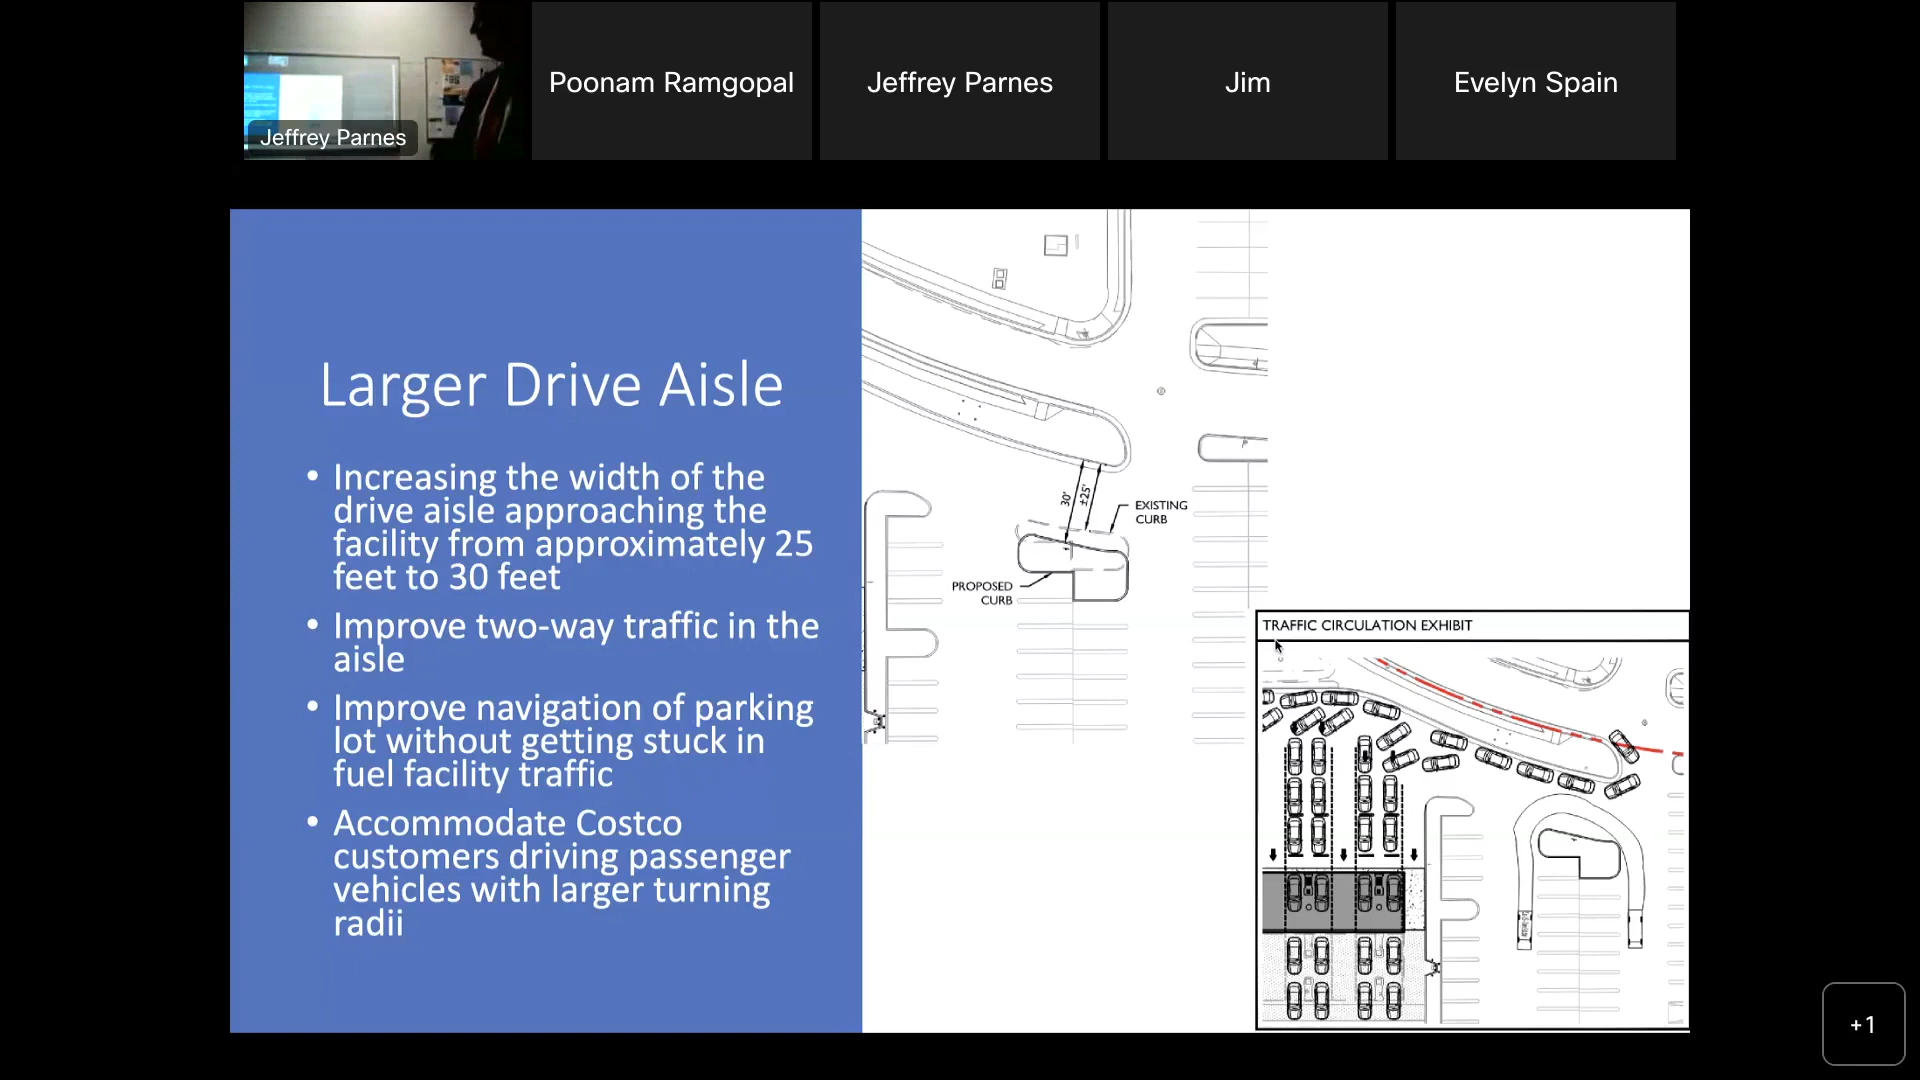 Jeffrey Parnes
Poonam Ramgopal
Jeffrey Parnes
Jim
Evelyn Spain
Larger Drive Aisle
• Increasing the width of the
drive aisle approaching the
facility from approximately 25
feet to 30 feet
• Improve two-way traffic in the
aisle
• Improve navigation of parking
lot without getting stuck in
fuel facility traffic
• Accommodate Costco
customers driving passenger
vehicles with larger turning
radii
30'
±25'
EXISTING
CURB
PROPOSED
CURB
TRAFFIC CIRCULATION EXHIBIT
+1